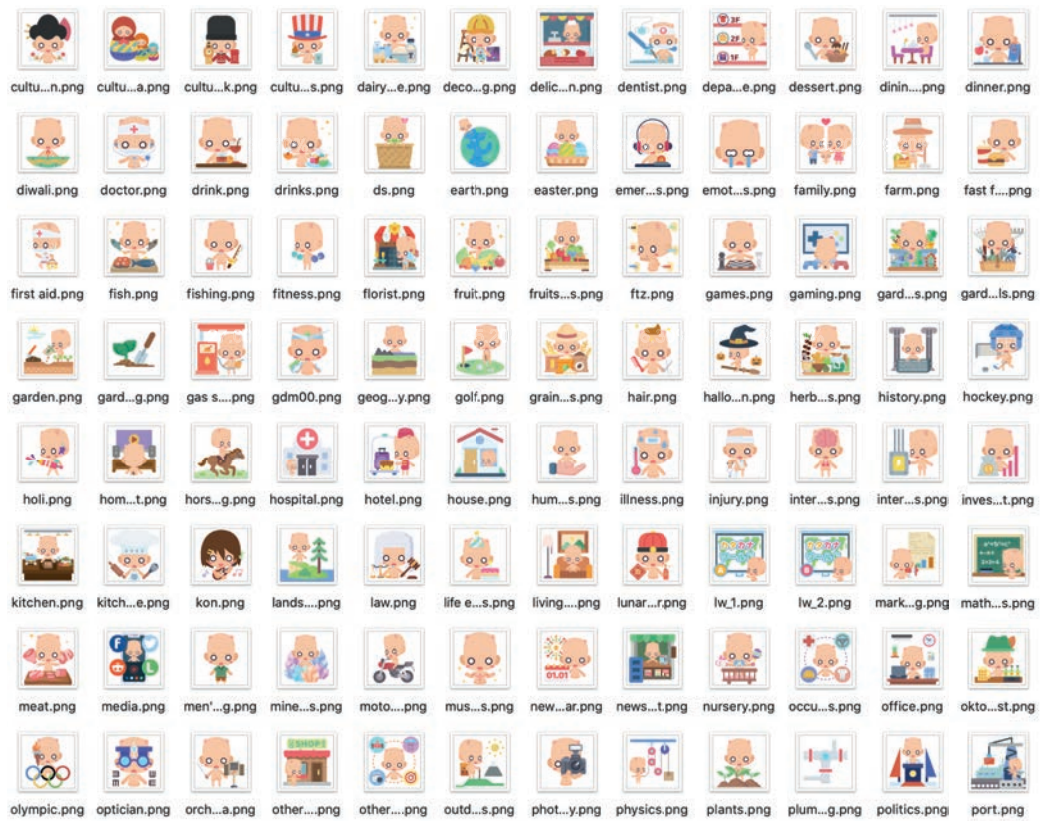 3F
2F
1F
cultu...n.png cultu...a.png cultu...k.png cultu...s.png dairy...e.png deco...g.png delic...n.png dentist.png depa...e.png dessert.png dinin....png dinner.png
diwali.png doctor.png drink.png drinks.png ds.png earth.png easter.png emer...s.png emot...s.png family.png farm.png fast f....png
first aid.png fish.png fishing.png fitness.png florist.png fruit.png fruits...s.png ftz.png games.png gaming.png gard...s.png gard...ls.png
garden.png gard...g.png gas s....png gdm00.png geog...y.png golf.png grain...s.png hair.png hallo...n.png herb...s.png history.png hockey.png
holi.png hom...t.png hors...g.png hospital.png hotel.png house.png hum...s.png illness.png injury.png inter...s.png inter...s.png inves...t.png
kitchen.png kitch...e.png kon.png lands....png law.png life e...s.png living....png lunar...r.png lw_1.png lw_2.png mark...g.png math...s.png
01.01
meat.png media.png men'...g.png mine...s.png moto....png mus...s.png new...ar.png news...t.png nursery.png occu...s.png office.png okto...st.png
SHOP
olympic.png optician.png orch...a.png other....png other....png outd...s.png phot...y.png physics.png plants.png plum...g.png politics.png port.png